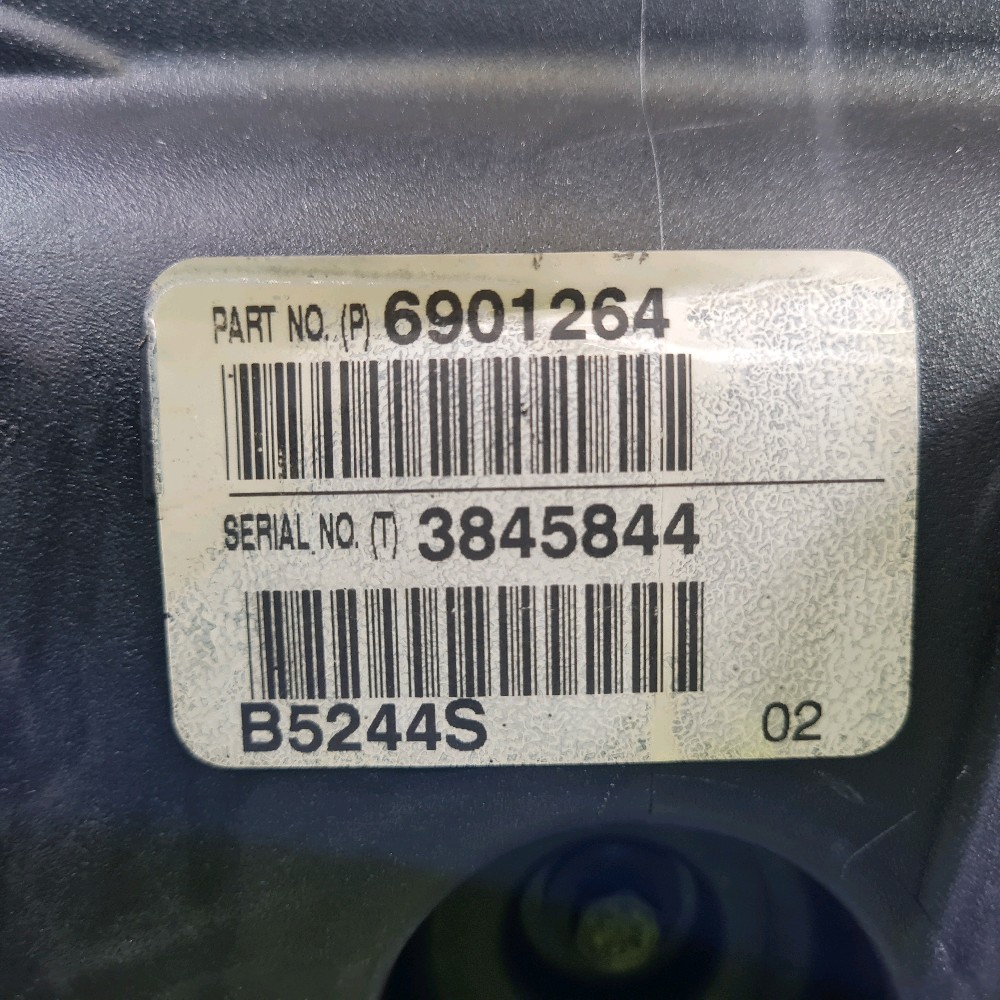 PART NO. (P) 6901264
SERIAL NO. (T) 3845844
B5244S 02